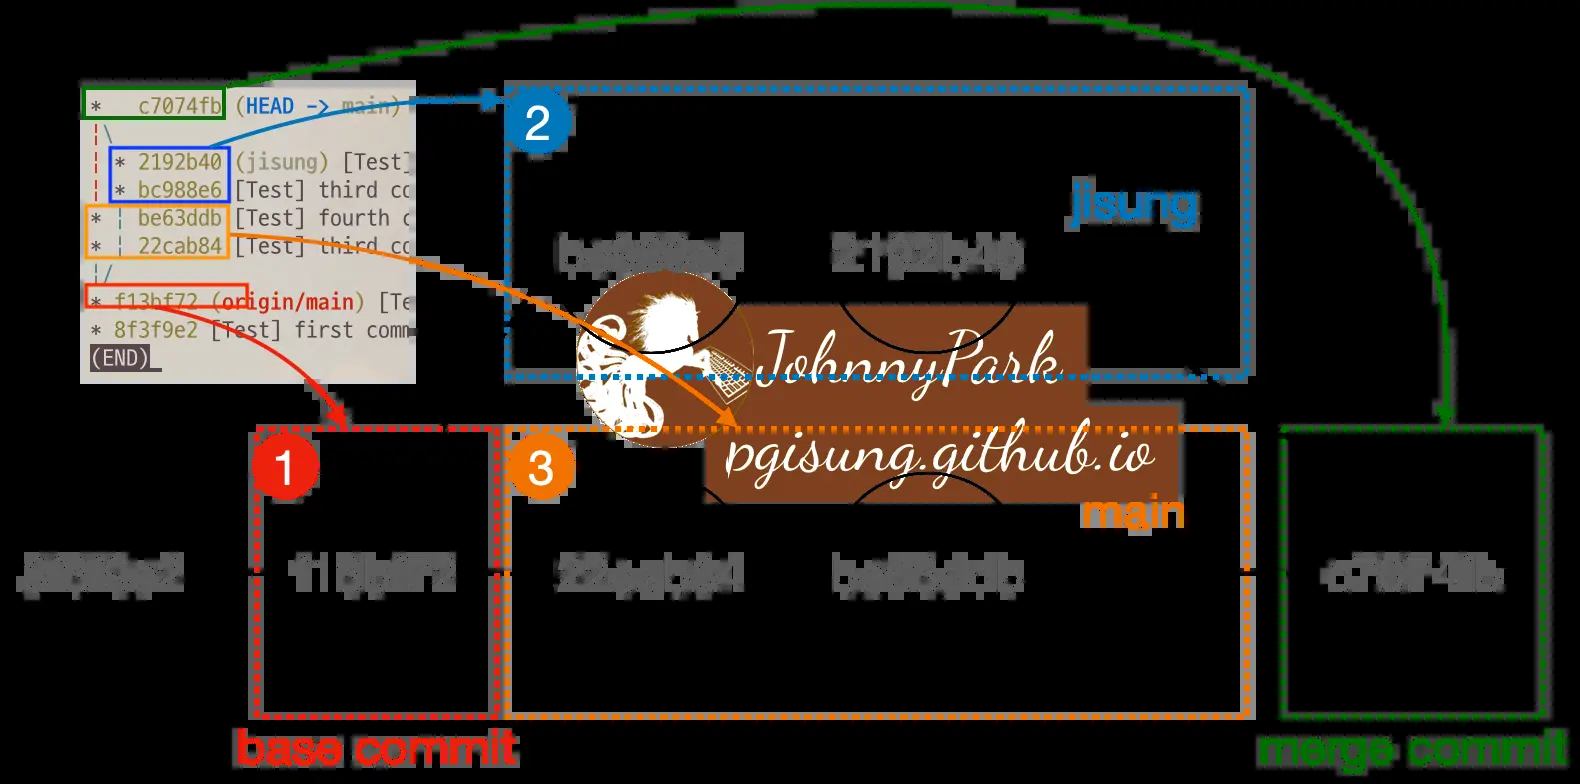 * c7074fb (HEAD -> main)
* 2192b40 (jisung) [Test]
* bc988e6 [Test] third co
* be63ddb [Test] fourth c
* 22cab84 [Test] third co
* f13bf72 (origin/main) [Te
* 8f3f9e2 [Test] first comm
(END)
2
jisung
bc988e6 2192b40
JohnnyPark
pgisung.github.io
1
3
main
8f3f9e2 f13bf72 22cab84 be63ddb c7074fb
base commit
merge commit